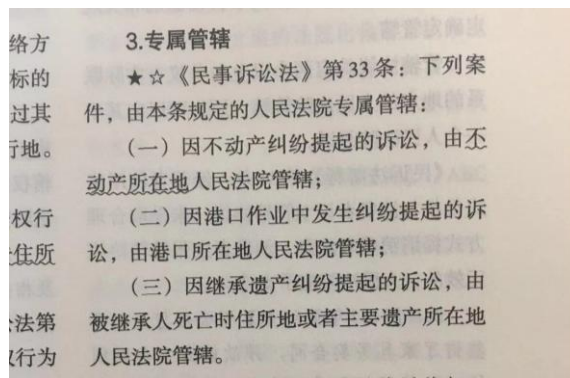 络方
标的
过其
行地。
权行
住所
法第
行为
3.专属管辖
★☆《民事诉讼法》第33条：下列案
件，由本条规定的人民法院专属管辖：
（一）因不动产纠纷提起的诉讼，由不
动产所在地人民法院管辖；
（二）因港口作业中发生纠纷提起的诉
讼，由港口所在地人民法院管辖；
（三）因继承遗产纠纷提起的诉讼，由
被继承人死亡时住所地或者主要遗产所在地
人民法院管辖。